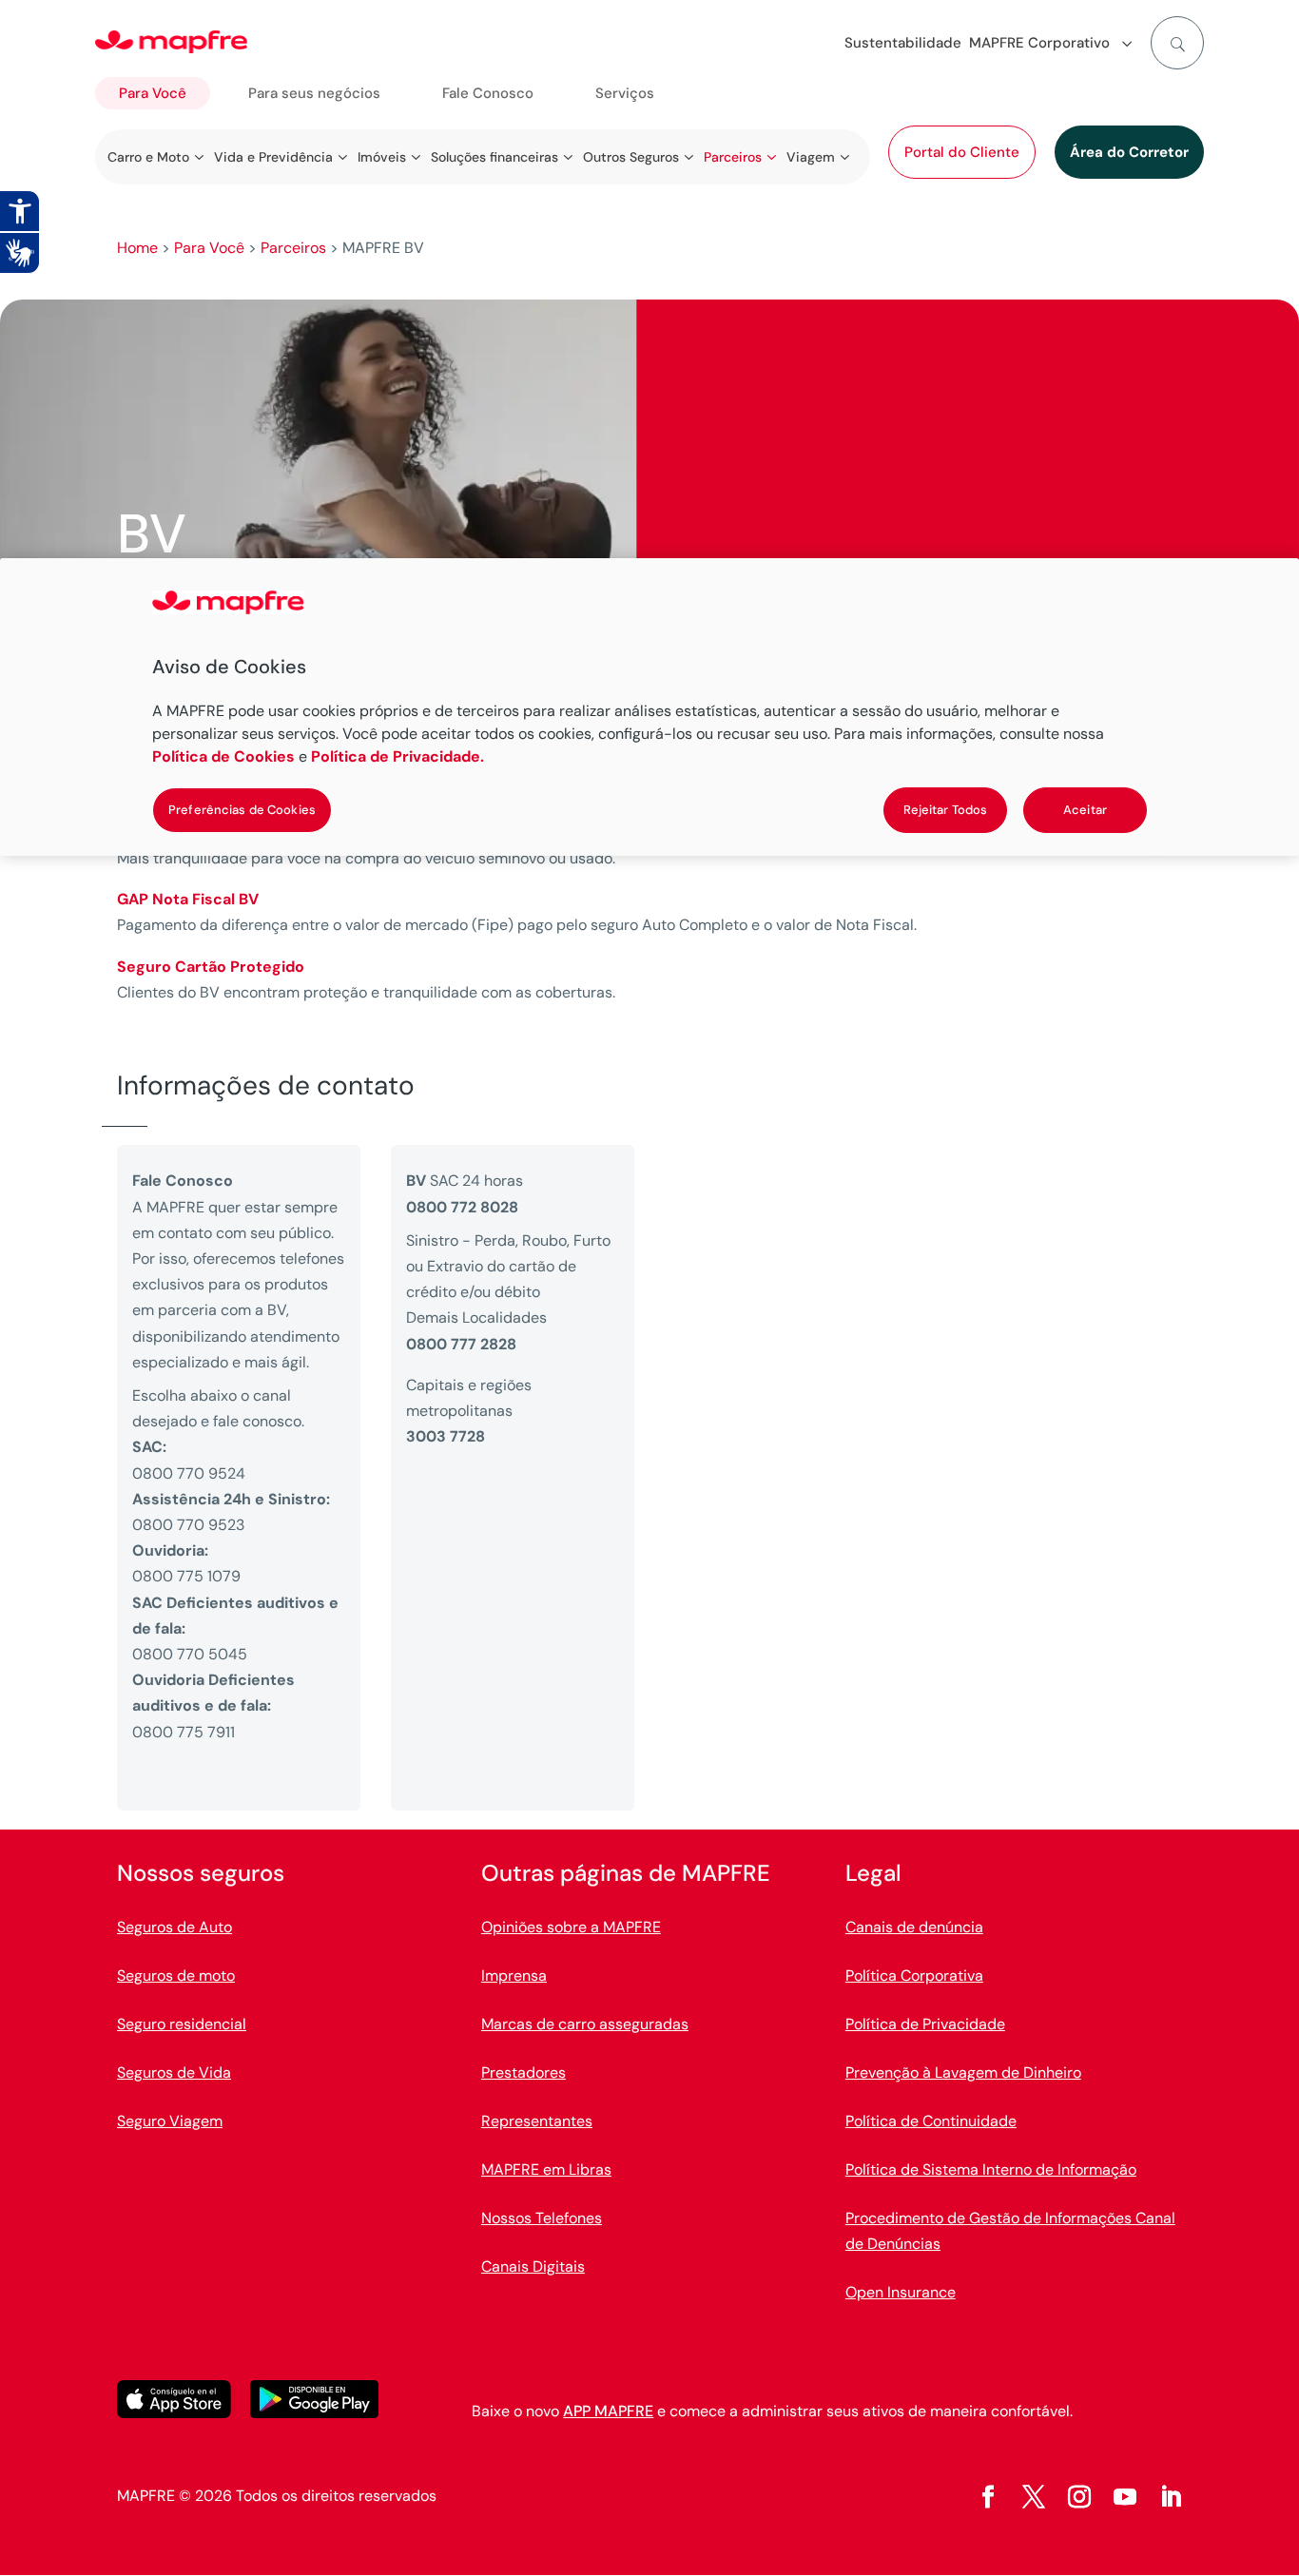 mapfre
Sustentabilidade MAPFRE Corporativo
Para Você Para seus negócios Fale Conosco Serviços
Carro e Moto Vida e Previdência Imóveis Soluções financeiras Outros Seguros Parceiros Viagem
Portal do Cliente
Área do Corretor
Home > Para Você > Parceiros > MAPFRE BV
BV
mapfre
Aviso de Cookies
A MAPFRE pode usar cookies próprios e de terceiros para realizar análises estatísticas, autenticar a sessão do usuário, melhorar e
personalizar seus serviços. Você pode aceitar todos os cookies, configurá-los ou recusar seu uso. Para mais informações, consulte nossa
Política de Cookies e Política de Privacidade.
Preferências de Cookies
Rejeitar Todos
Aceitar
Mais tranquilidade para você na compra do veículo seminovo ou usado.
GAP Nota Fiscal BV
Pagamento da diferença entre o valor de mercado (Fipe) pago pelo seguro Auto Completo e o valor de Nota Fiscal.
Seguro Cartão Protegido
Clientes do BV encontram proteção e tranquilidade com as coberturas.
Informações de contato
Fale Conosco
A MAPFRE quer estar sempre
em contato com seu público.
Por isso, oferecemos telefones
exclusivos para os produtos
em parceria com a BV,
disponibilizando atendimento
especializado e mais ágil.
Escolha abaixo o canal
desejado e fale conosco.
SAC:
0800 770 9524
Assistência 24h e Sinistro:
0800 770 9523
Ouvidoria:
0800 775 1079
SAC Deficientes auditivos e
de fala:
0800 770 5045
Ouvidoria Deficientes
auditivos e de fala:
0800 775 7911
BV SAC 24 horas
0800 772 8028
Sinistro - Perda, Roubo, Furto
ou Extravio do cartão de
crédito e/ou débito
Demais Localidades
0800 777 2828
Capitais e regiões
metropolitanas
3003 7728
Nossos seguros
Seguros de Auto
Seguros de moto
Seguro residencial
Seguros de Vida
Seguro Viagem
Outras páginas de MAPFRE
Opiniões sobre a MAPFRE
Imprensa
Marcas de carro asseguradas
Prestadores
Representantes
MAPFRE em Libras
Nossos Telefones
Canais Digitais
Legal
Canais de denúncia
Política Corporativa
Política de Privacidade
Prevenção à Lavagem de Dinheiro
Política de Continuidade
Política de Sistema Interno de Informação
Procedimento de Gestão de Informações Canal
de Denúncias
Open Insurance
Consíguelo en el
App Store
DISPONIBLE EN
Google Play
Baixe o novo APP MAPFRE e comece a administrar seus ativos de maneira confortável.
MAPFRE © 2026 Todos os direitos reservados